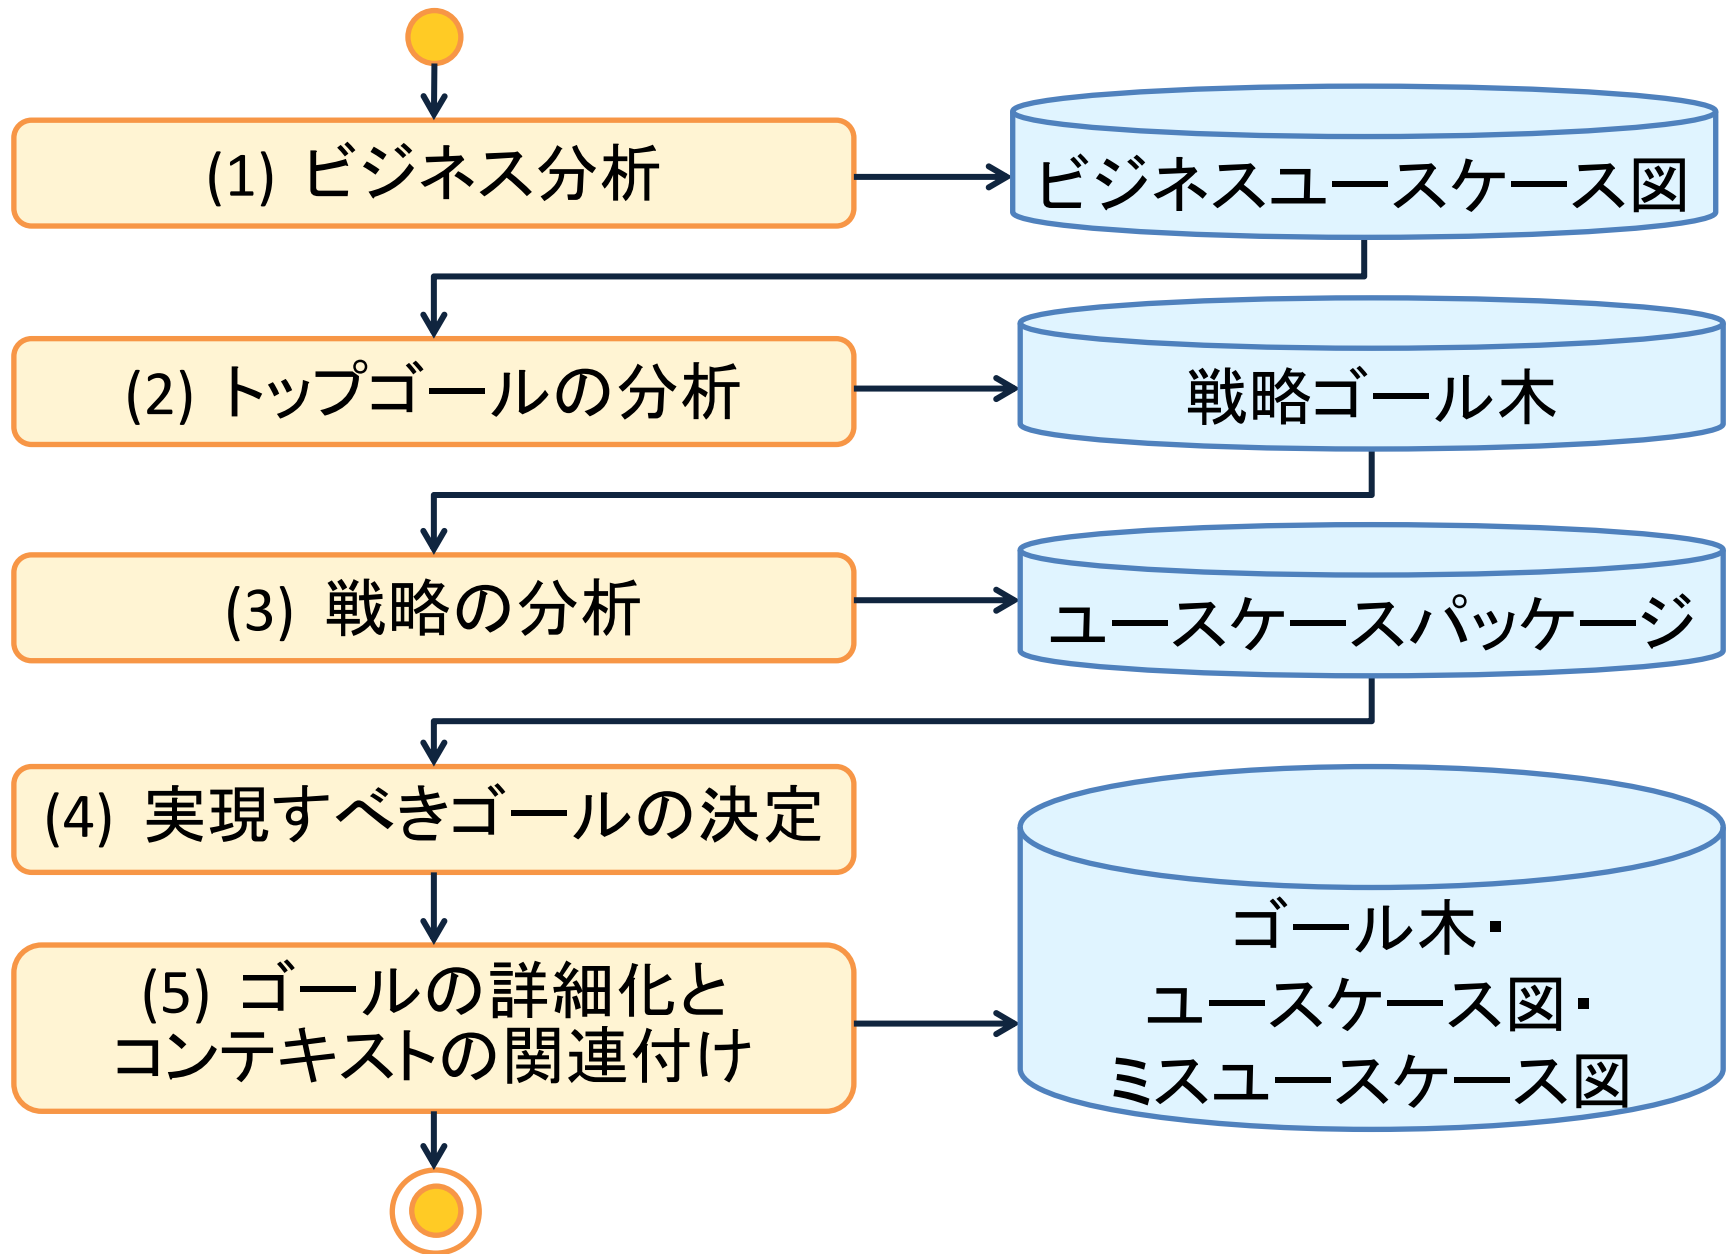 (1) ビジネス分析
ビジネスユースケース図
(2) トップゴールの分析
戦略ゴール木
(3) 戦略の分析
ユースケースパッケージ
(4) 実現すべきゴールの決定
(5) ゴールの詳細化と
コンテキストの関連付け
ゴール木・
ユースケース図・
ミスユースケース図